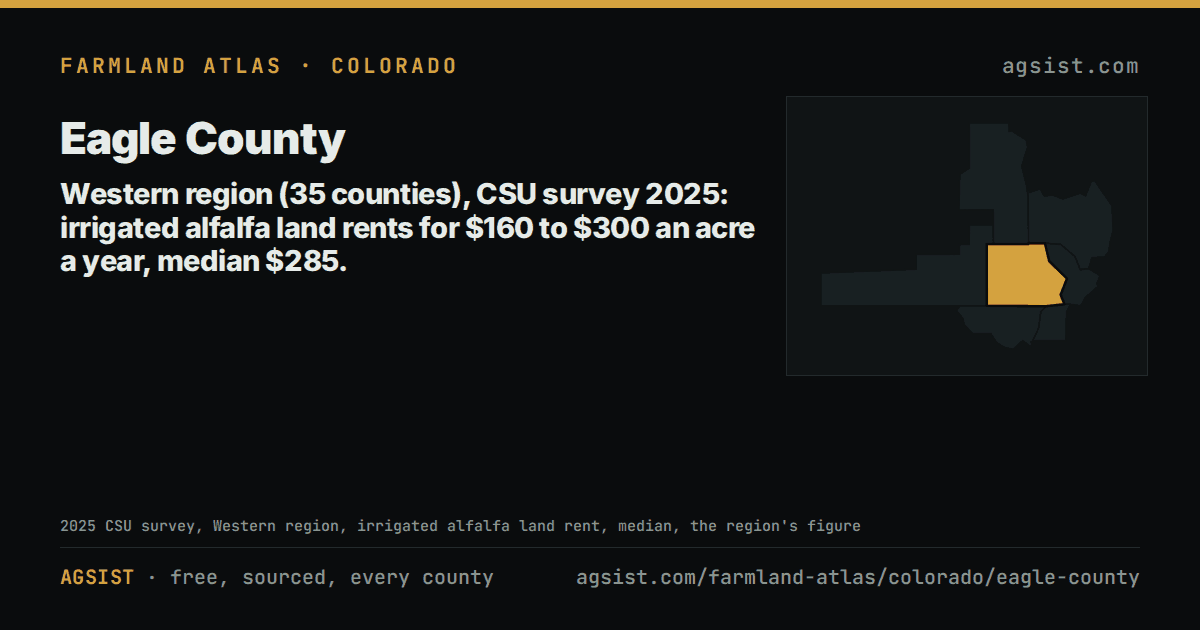 FARMLAND ATLAS · COLORADO
agsist.com
Eagle County
Western region (35 counties), CSU survey 2025:
irrigated alfalfa land rents for $160 to $300 an acre
a year, median $285.
2025 CSU survey, Western region, irrigated alfalfa land rent, median, the region's figure
AGSIST · free, sourced, every county
agsist.com/farmland-atlas/colorado/eagle-county